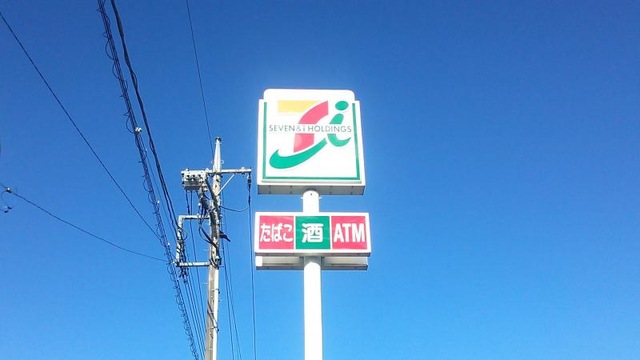 SEVEN&i HOLDINGS
たばこ 酒 ATM